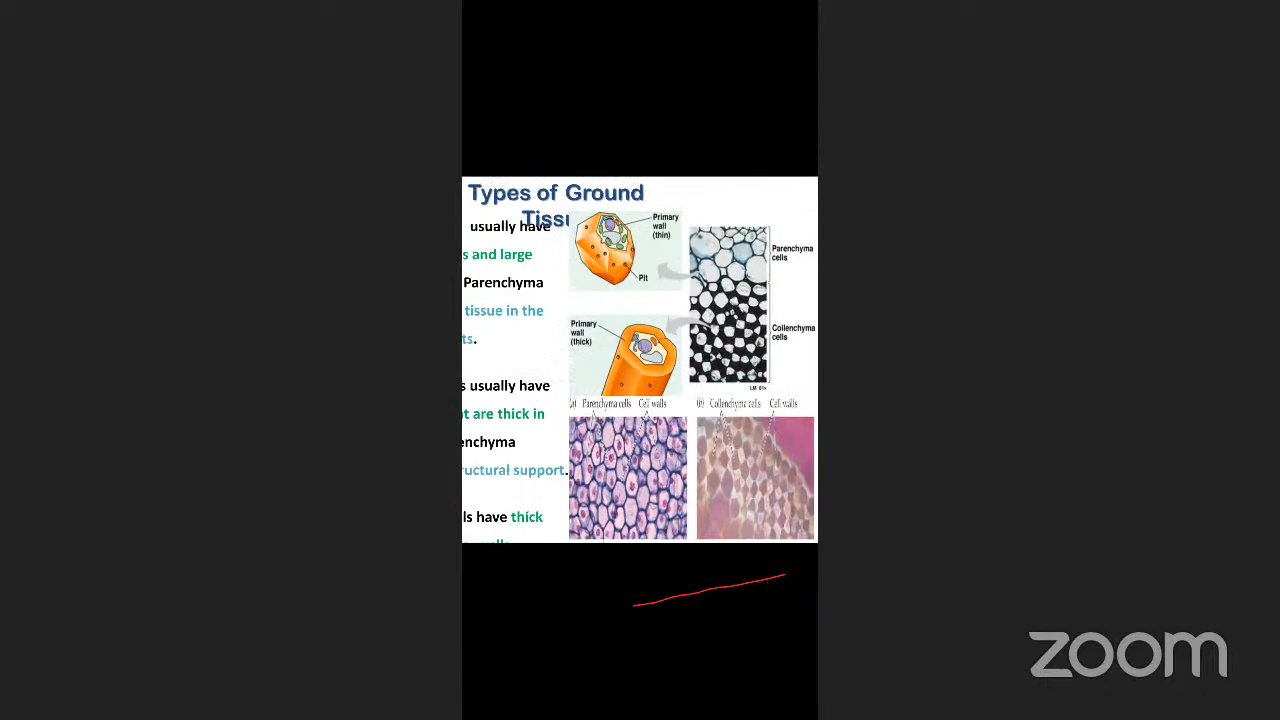 Types of Ground
Tissu
usually have
s and large
Parenchyma
tissue in the
ts.
s usually have
t are thick in
enchyma
ructural support.
ls have thick
Primary
wall
(thin)
Pit
Parenchyma
cells
Primary
wall
(thick)
Collenchyma
cells
(a) Parenchyma cells Cell walls
(b) Collenchyma cells Cell walls
zoom